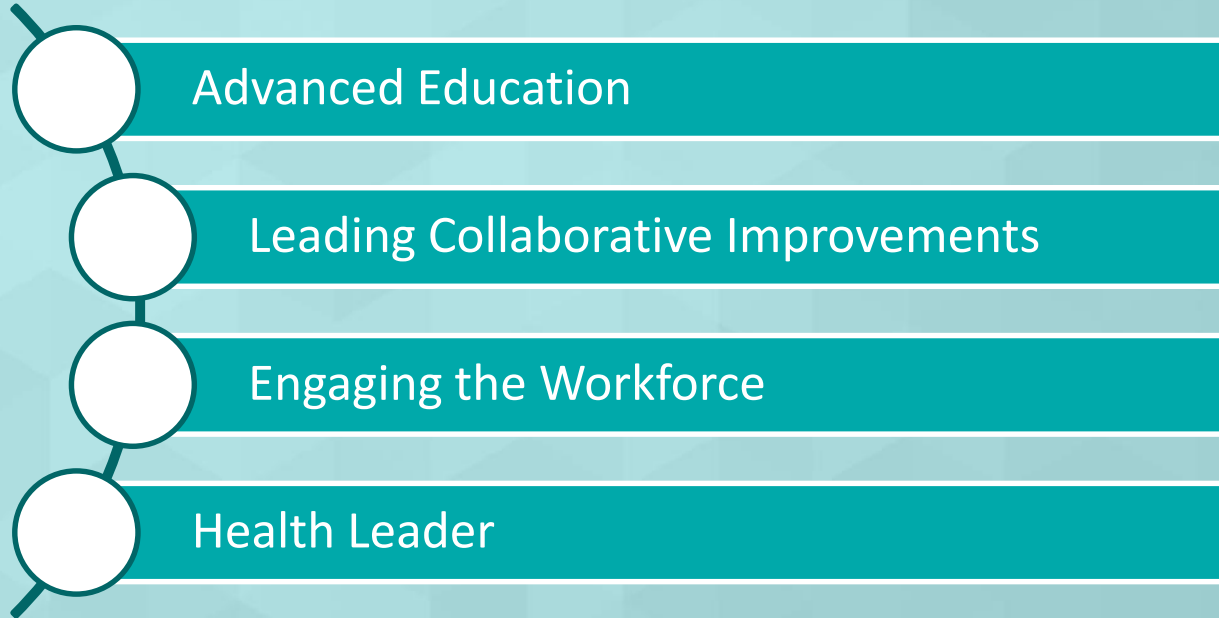 Advanced Education
Leading Collaborative Improvements
Engaging the Workforce
Health Leader